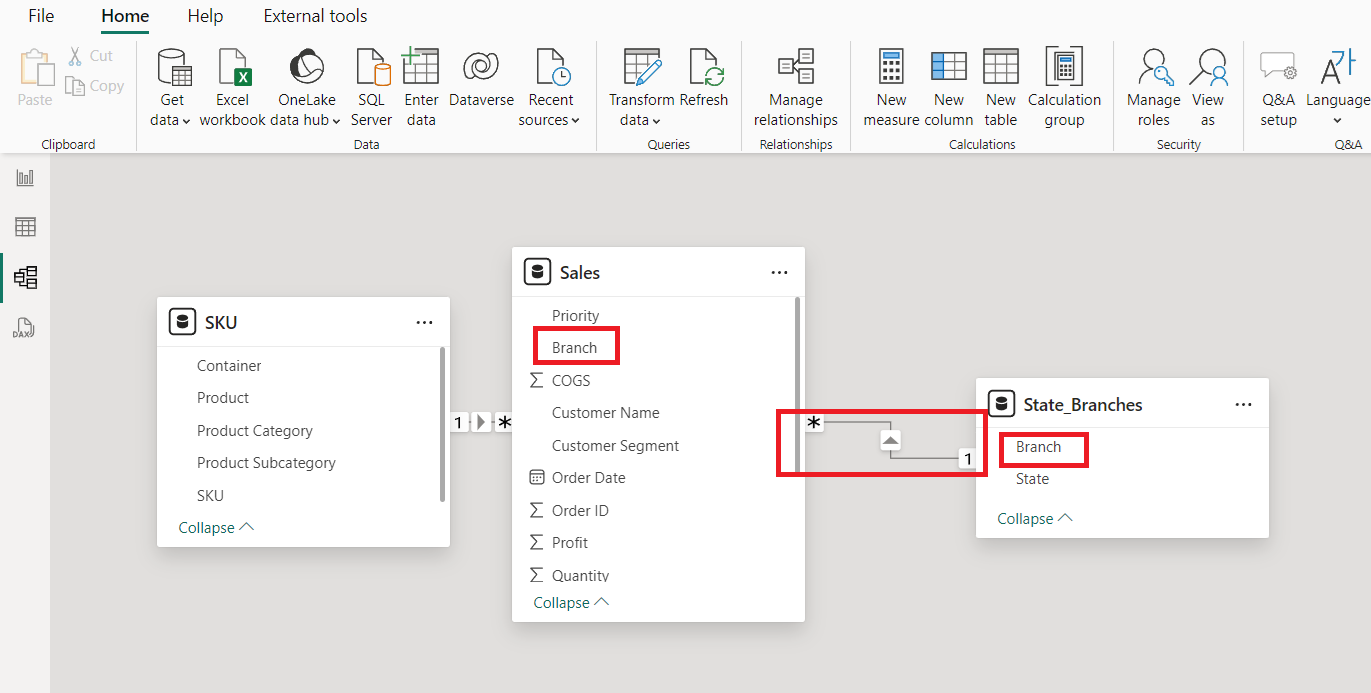 File Home Help External tools
Paste
Cut
Copy
Get data
Excel workbook
OneLake data hub
SQL Server
Enter data
Dataverse
Recent sources
Transform data
Refresh
Manage relationships
New measure
New column
New table
Calculation group
Manage roles
View as
Q&A setup
Language
Clipboard
Data
Queries
Relationships
Calculations
Security
Q&A
DAX
SKU
Container
Product
Product Category
Product Subcategory
SKU
Collapse
1
*
Sales
Priority
Branch
Σ COGS
Customer Name
Customer Segment
Order Date
Σ Order ID
Σ Profit
Σ Quantity
Collapse
*
1
State_Branches
Branch
State
Collapse